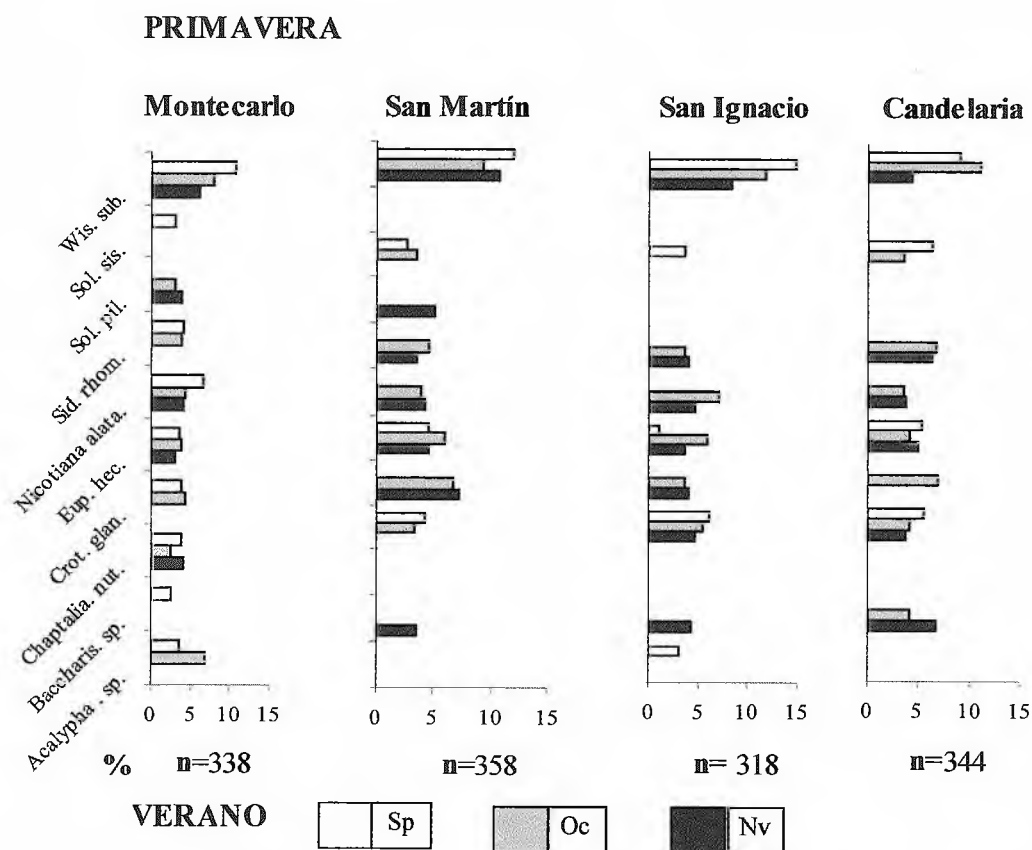 PRIMAVERA
Montecarlo San Martín San Ignacio Candelaria
Wis. sub.
Sol. sis.
Sol. pil.
Sid. rhom.
Nicotiana alata.
Eup. hec.
Crot. glan.
Chaptalia. nut.
Baccharis. sp.
Acalypha. sp.
0 5 10 15 0 5 10 15 0 5 10 15 0 5 10 15
% n=338 n=358 n= 318 n=344
VERANO Sp Oc Nv